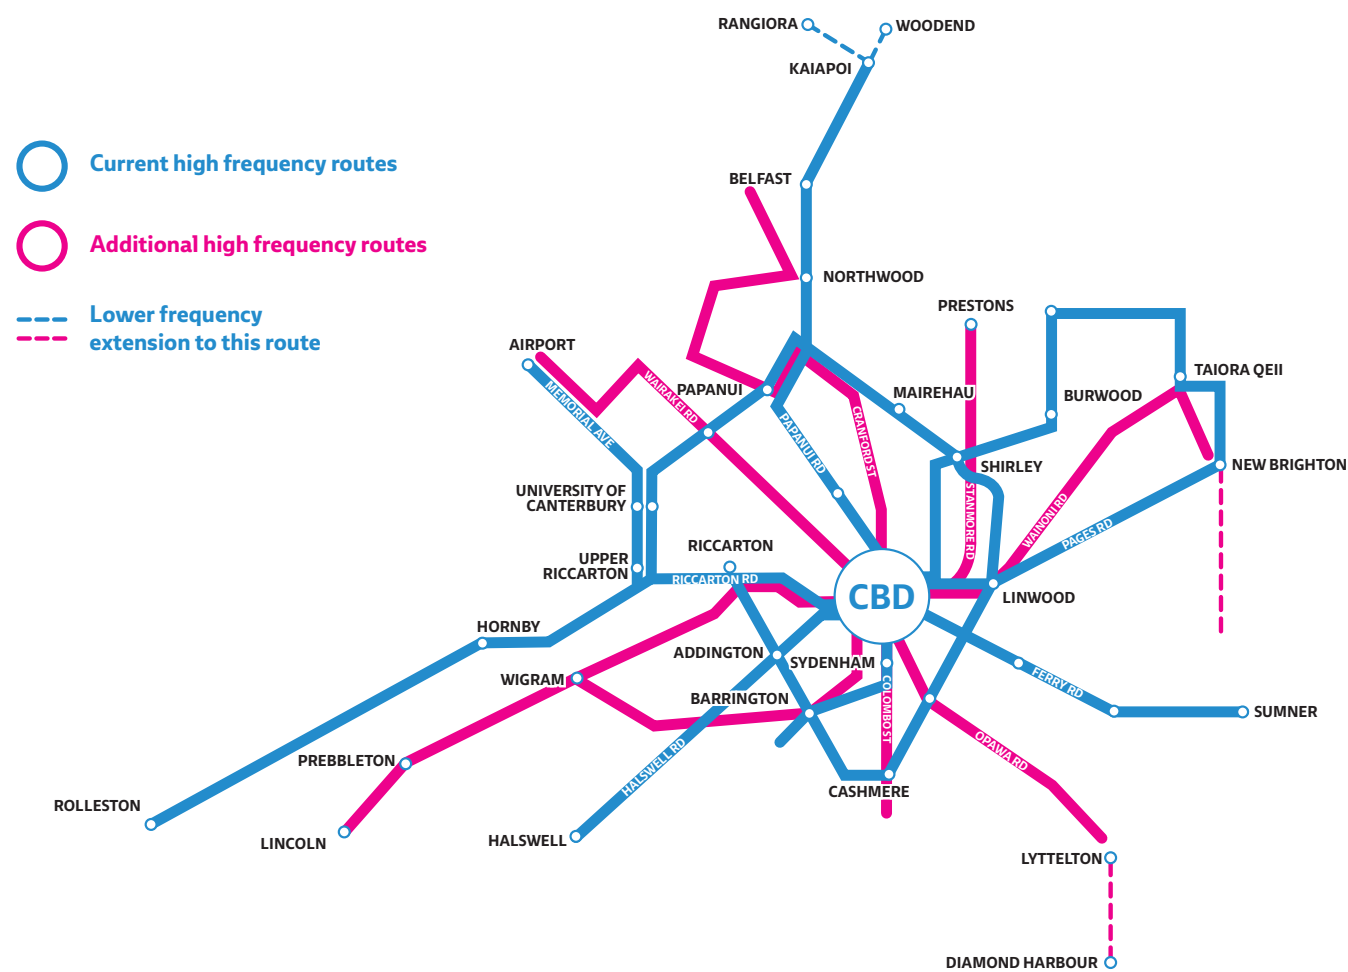 RANGIORA
WOODEND
KAIAPOI
Current high frequency routes
BELFAST
Additional high frequency routes
NORTHWOOD
PRESTONS
Lower frequency
extension to this route
AIRPORT
TAIORA QEII
MEMORIAL AVE
WAIRAKEI RD
PAPANUI
MAIREHAU
BURWOOD
PAPANUI RD
CRANFORD ST
SHIRLEY
NEW BRIGHTON
UNIVERSITY OF
CANTERBURY
STANMORE RD
WAINONI RD
PAGES RD
RICCARTON
UPPER
RICCARTON
RICCARTON RD
CBD
LINWOOD
HORNBY
ADDINGTON
SYDENHAM
WIGRAM
FERRY RD
BARRINGTON
COLOMBO ST
SUMNER
OPAWA RD
HALSWELL RD
PREBBLETON
CASHMERE
ROLLESTON
LINCOLN
HALSWELL
LYTTELTON
DIAMOND HARBOUR